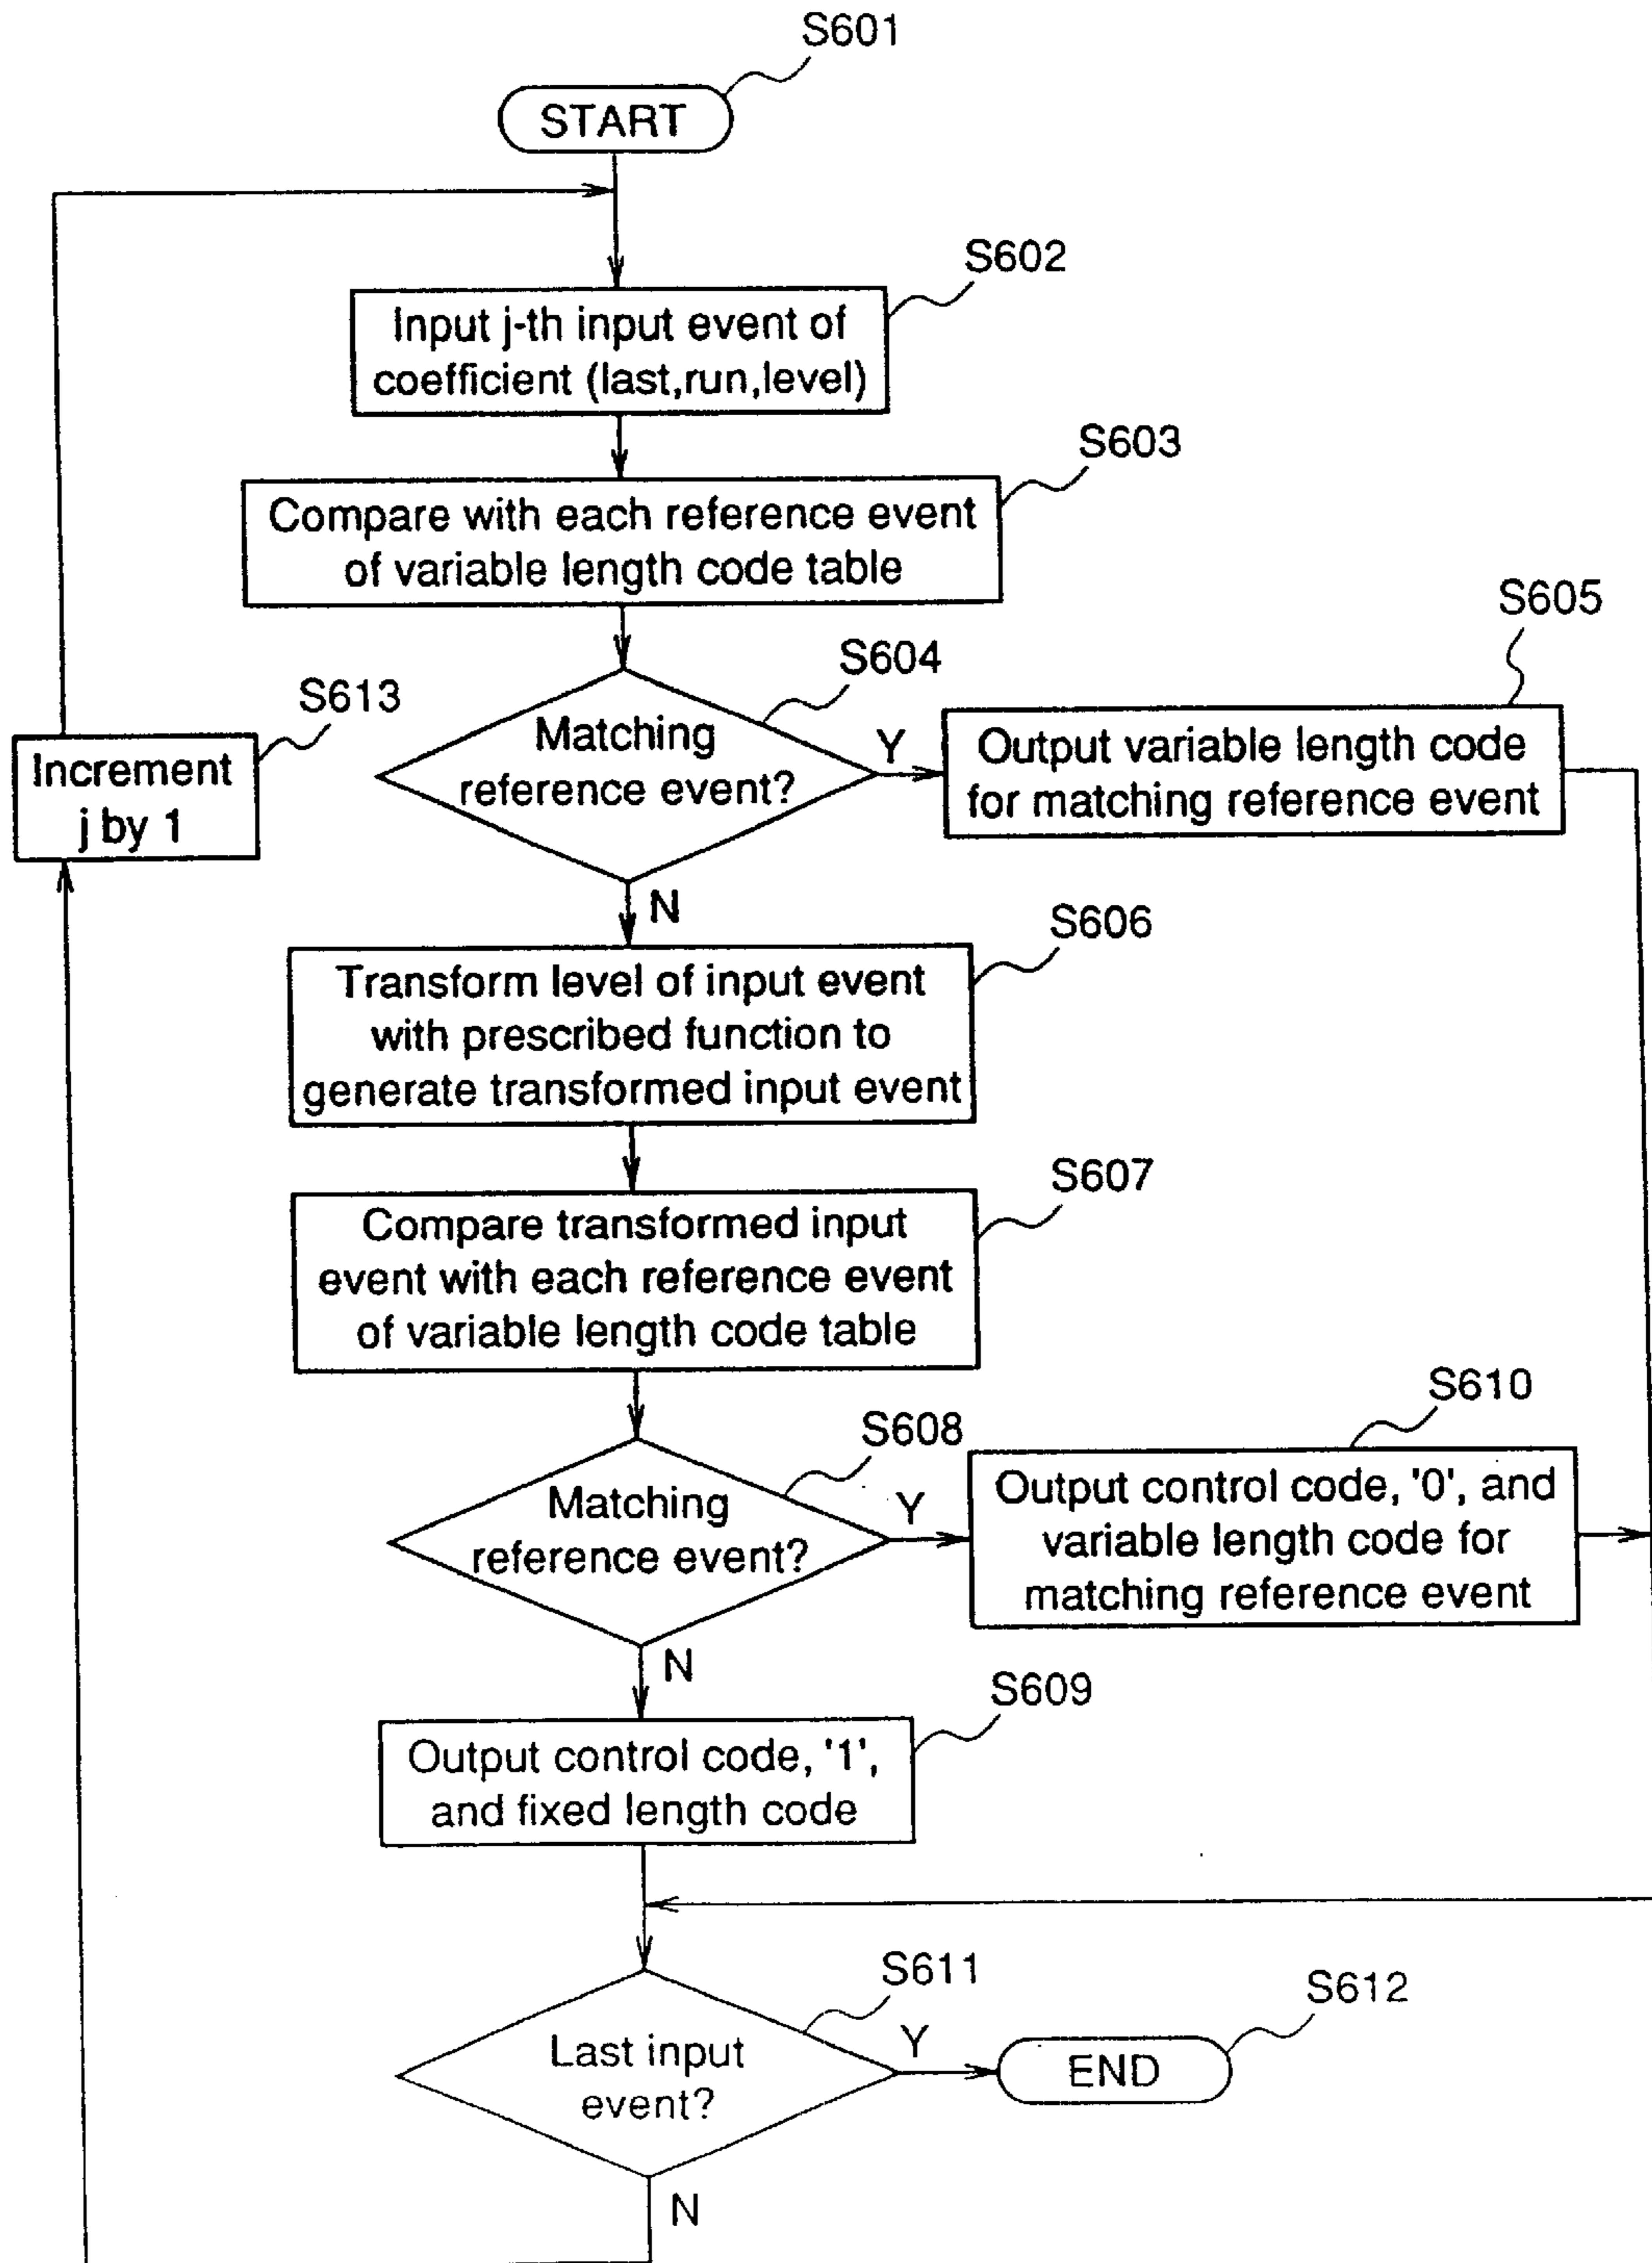 S601
START
S602
Input j-th input event of
coefficient (last,run,level)
S603
Compare with each reference event
of variable length code table
S604
Matching
reference event?
Y
S605
Output variable length code
for matching reference event
S613
Increment
j by 1
N
S606
Transform level of input event
with prescribed function to
generate transformed input event
S607
Compare transformed input
event with each reference event
of variable length code table
S608
Matching
reference event?
Y
S610
Output control code, '0', and
variable length code for
matching reference event
N
S609
Output control code, '1',
and fixed length code
S611
Last input
event?
Y
S612
END
N